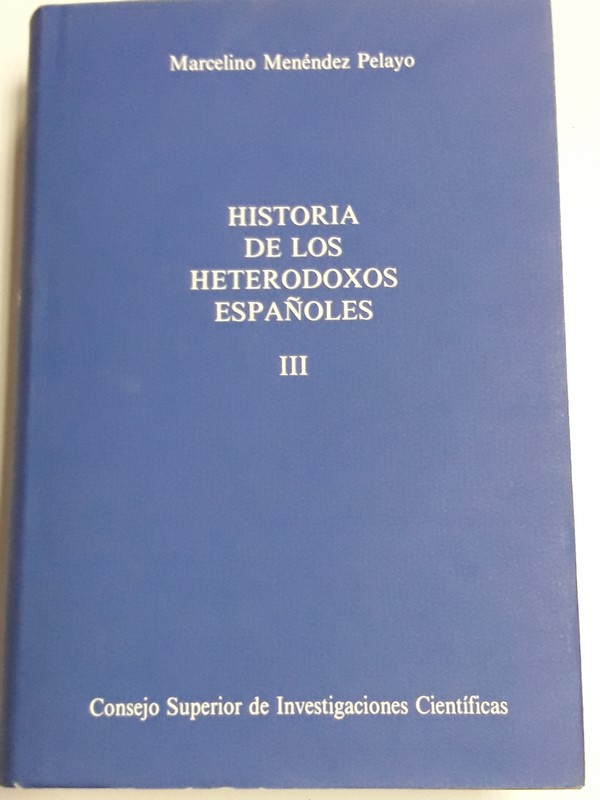 Marcelino Menéndez Pelayo
HISTORIA
DE LOS
HETERODOXOS
ESPAÑOLES
III
Consejo Superior de Investigaciones Científicas